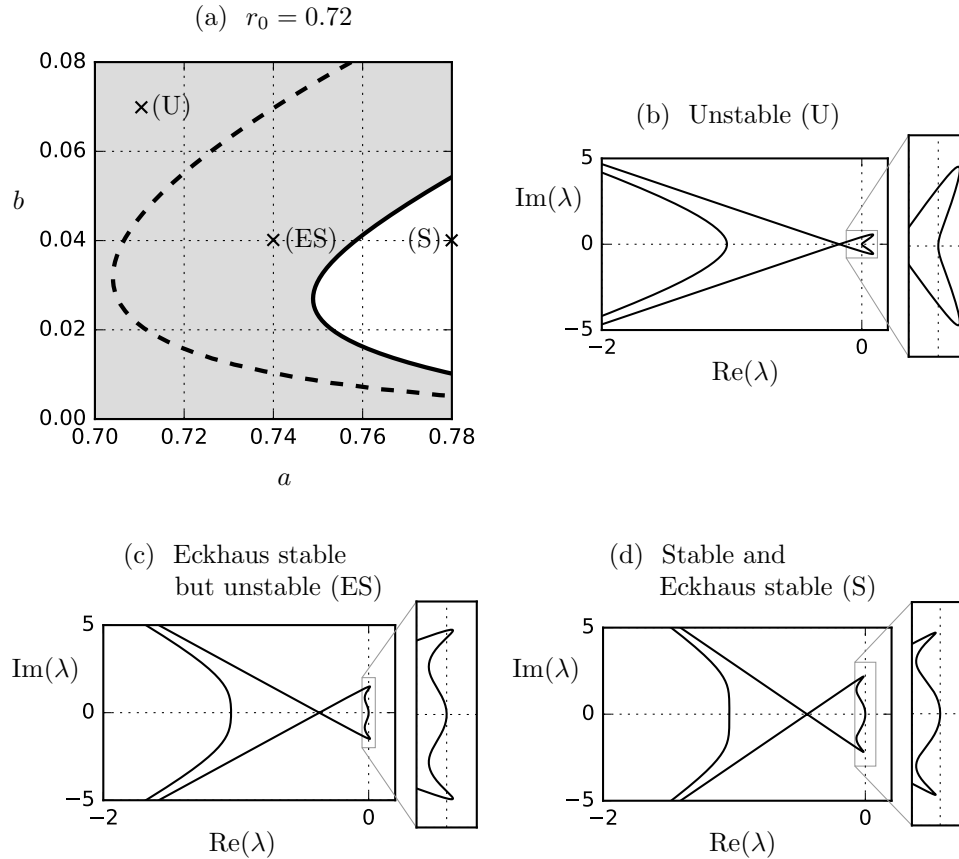 (a) r₀ = 0.72
0.08
0.06
0.04
0.02
0.00
b
(U)
(ES)
(S)
0.70
0.72
0.74
0.76
0.78
a
(b) Unstable (U)
5
0
−5
Im(λ)
−2
0
Re(λ)
(c) Eckhaus stable
but unstable (ES)
5
0
−5
Im(λ)
−2
0
Re(λ)
(d) Stable and
Eckhaus stable (S)
5
0
−5
Im(λ)
−2
0
Re(λ)